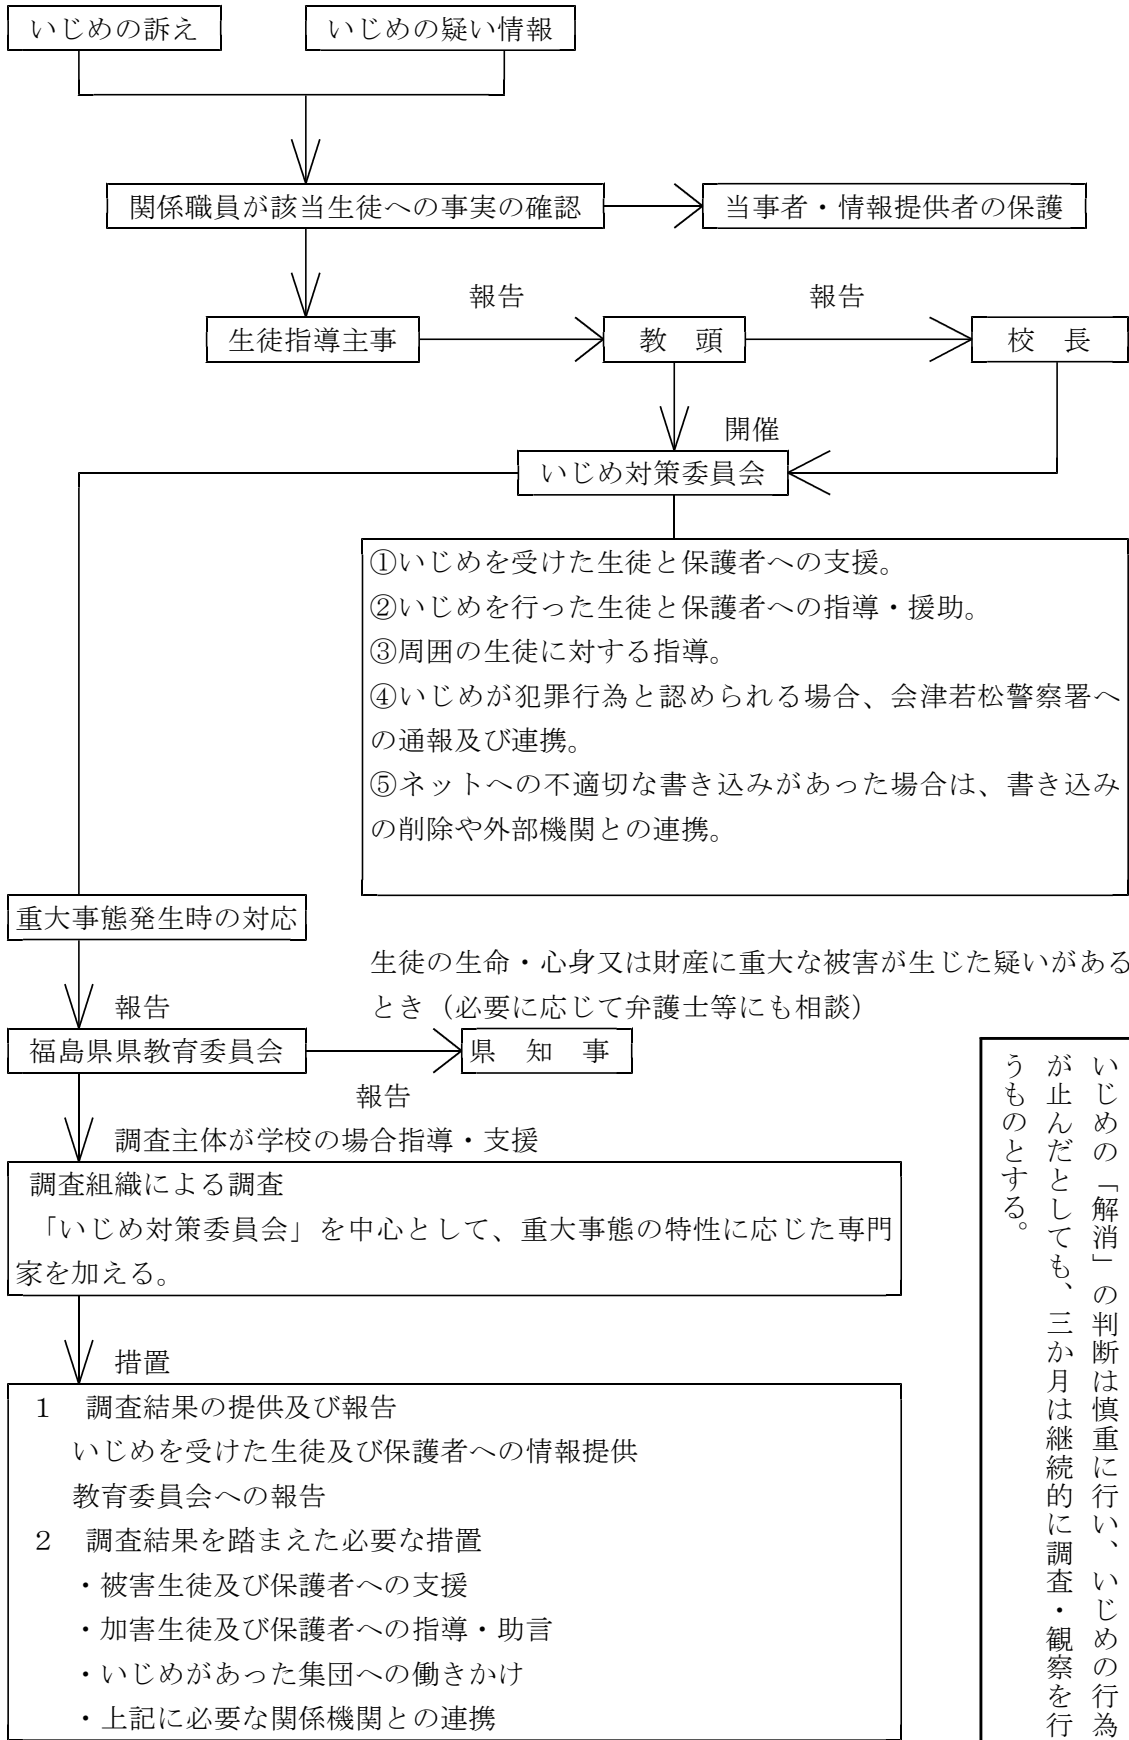 いじめの訴え
いじめの疑い情報
関係職員が該当生徒への事実の確認
当事者・情報提供者の保護
報告
報告
生徒指導主事
教　頭
校　長
開催
いじめ対策委員会
①いじめを受けた生徒と保護者への支援。
②いじめを行った生徒と保護者への指導・援助。
③周囲の生徒に対する指導。
④いじめが犯罪行為と認められる場合、会津若松警察署へ
の通報及び連携。
⑤ネットへの不適切な書き込みがあった場合は、書き込み
の削除や外部機関との連携。
重大事態発生時の対応
生徒の生命・心身又は財産に重大な被害が生じた疑いがある
とき（必要に応じて弁護士等にも相談）
報告
福島県県教育委員会
県　知　事
報告
調査主体が学校の場合指導・支援
調査組織による調査
「いじめ対策委員会」を中心として、重大事態の特性に応じた専門
家を加える。
措置
１　調査結果の提供及び報告
いじめを受けた生徒及び保護者への情報提供
教育委員会への報告
２　調査結果を踏まえた必要な措置
・被害生徒及び保護者への支援
・加害生徒及び保護者への指導・助言
・いじめがあった集団への働きかけ
・上記に必要な関係機関との連携
いじめの「解消」の判断は慎重に行い、いじめの行為
が止んだとしても、三か月は継続的に調査・観察を行
うものとする。